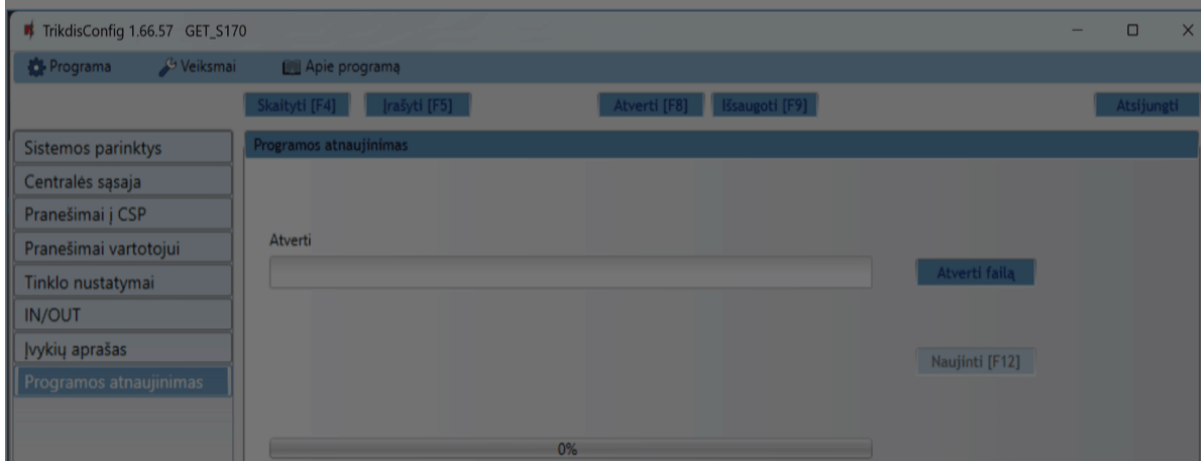 TrikdisConfig 1.66.57 GET_S170
Programa Veiksmai Apie programą
Skaityti [F4] Įrašyti [F5] Atverti [F8] Išsaugoti [F9] Atsijungti
Sistemos parinktys
Centralės sąsaja
Pranešimai į CSP
Pranešimai vartotojui
Tinklo nustatymai
IN/OUT
Įvykių aprašas
Programos atnaujinimas
Programos atnaujinimas
Atverti
Atverti failą
Naujinti [F12]
0%